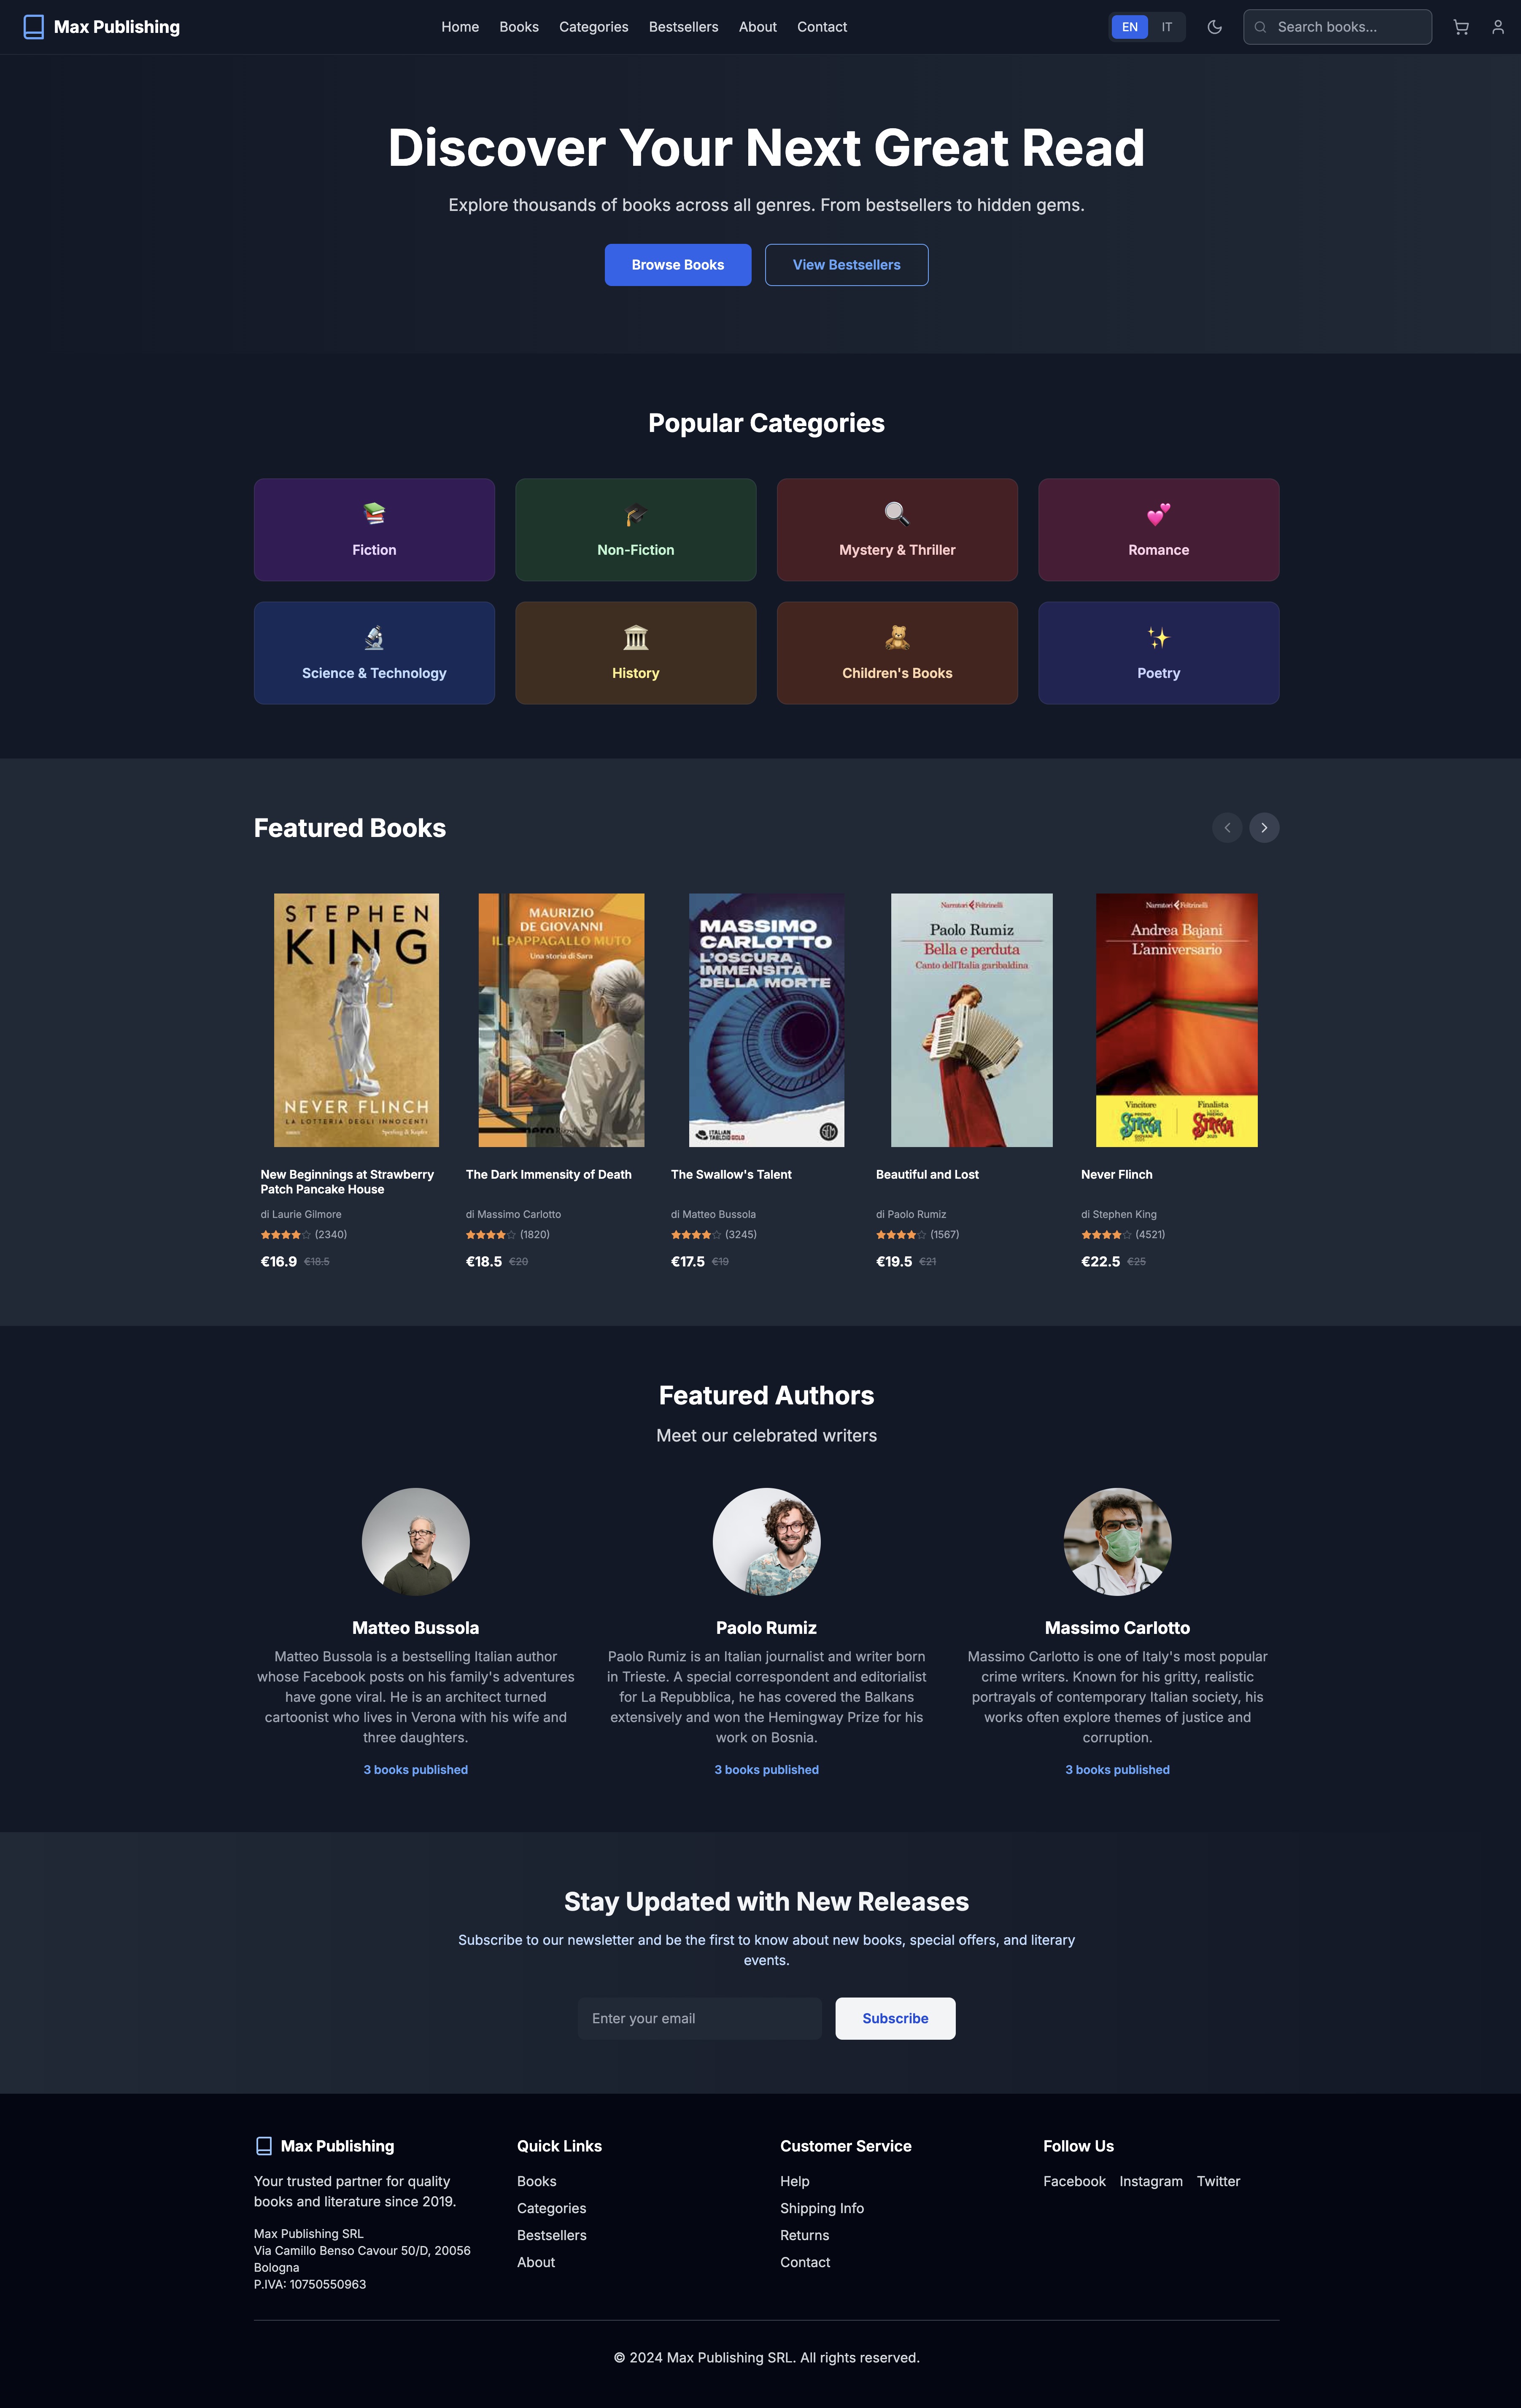 Max Publishing
Home Books Categories Bestsellers About Contact
EN IT
Search books...
Discover Your Next Great Read
Explore thousands of books across all genres. From bestsellers to hidden gems.
Browse Books
View Bestsellers
Popular Categories
Fiction
Non-Fiction
Mystery & Thriller
Romance
Science & Technology
History
Children's Books
Poetry
Featured Books
STEPHEN
KING
NEVER FLINCH
LA LOTTERIA DEGLI INNOCENTI
Sperling & Kupfer
MAURIZIO
DE GIOVANNI
IL PAPPAGALLO MUTO
Una storia di Sara
nero
MASSIMO
CARLOTTO
L'OSCURA
IMMENSITÀ
DELLA MORTE
Narratori Feltrinelli
Paolo Rumiz
Bella e perduta
Canto dell'Italia garibaldina
Narratori Feltrinelli
Andrea Bajani
L'anniversario
Vincitore
PREMIO
STREGA
GIOVANI
2025
Finalista
PREMIO
STREGA
2025
New Beginnings at Strawberry
Patch Pancake House
di Laurie Gilmore
(2340)
€16.9 €18.5
The Dark Immensity of Death
di Massimo Carlotto
(1820)
€18.5 €20
The Swallow's Talent
di Matteo Bussola
(3245)
€17.5 €19
Beautiful and Lost
di Paolo Rumiz
(1567)
€19.5 €21
Never Flinch
di Stephen King
(4521)
€22.5 €25
Featured Authors
Meet our celebrated writers
Matteo Bussola
Matteo Bussola is a bestselling Italian author
whose Facebook posts on his family's adventures
have gone viral. He is an architect turned
cartoonist who lives in Verona with his wife and
three daughters.
3 books published
Paolo Rumiz
Paolo Rumiz is an Italian journalist and writer born
in Trieste. A special correspondent and editorialist
for La Repubblica, he has covered the Balkans
extensively and won the Hemingway Prize for his
work on Bosnia.
3 books published
Massimo Carlotto
Massimo Carlotto is one of Italy's most popular
crime writers. Known for his gritty, realistic
portrayals of contemporary Italian society, his
works often explore themes of justice and
corruption.
3 books published
Stay Updated with New Releases
Subscribe to our newsletter and be the first to know about new books, special offers, and literary
events.
Enter your email
Subscribe
Max Publishing
Your trusted partner for quality
books and literature since 2019.
Max Publishing SRL
Via Camillo Benso Cavour 50/D, 20056
Bologna
P.IVA: 10750550963
Quick Links
Books
Categories
Bestsellers
About
Customer Service
Help
Shipping Info
Returns
Contact
Follow Us
Facebook Instagram Twitter
© 2024 Max Publishing SRL. All rights reserved.